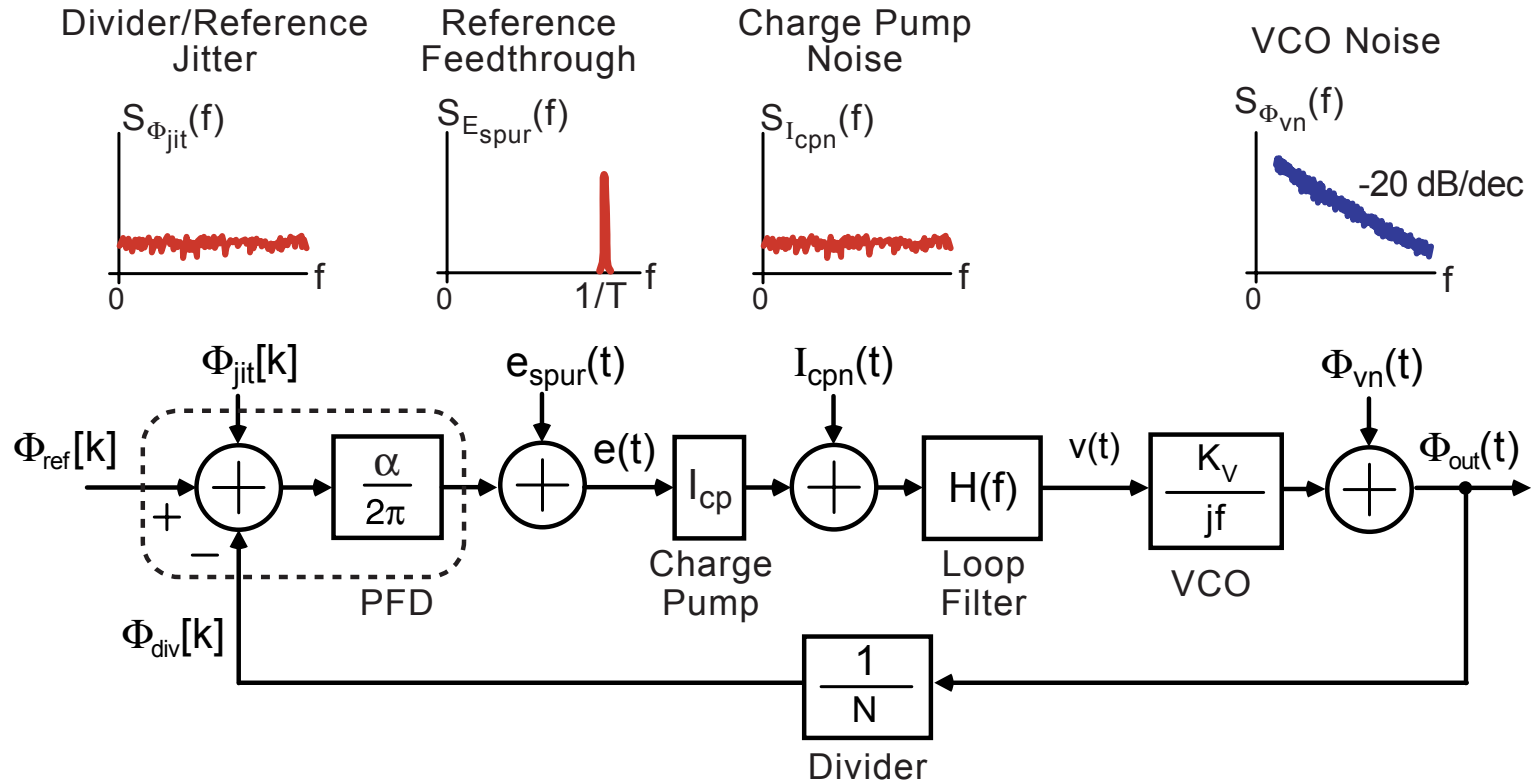 Divider/Reference
Jitter
Reference
Feedthrough
Charge Pump
Noise
VCO Noise
SΦjit(f)
f
0
SEspur(f)
f
0
1/T
SIcpn(f)
f
0
SΦvn(f)
-20 dB/dec
f
0
Φjit[k]
espur(t)
Icpn(t)
Φvn(t)
Φref[k]
+
−
+
α
2π
PFD
+
e(t)
Icp
Charge
Pump
+
H(f)
Loop
Filter
v(t)
KV
jf
VCO
+
Φout(t)
Φdiv[k]
1
N
Divider